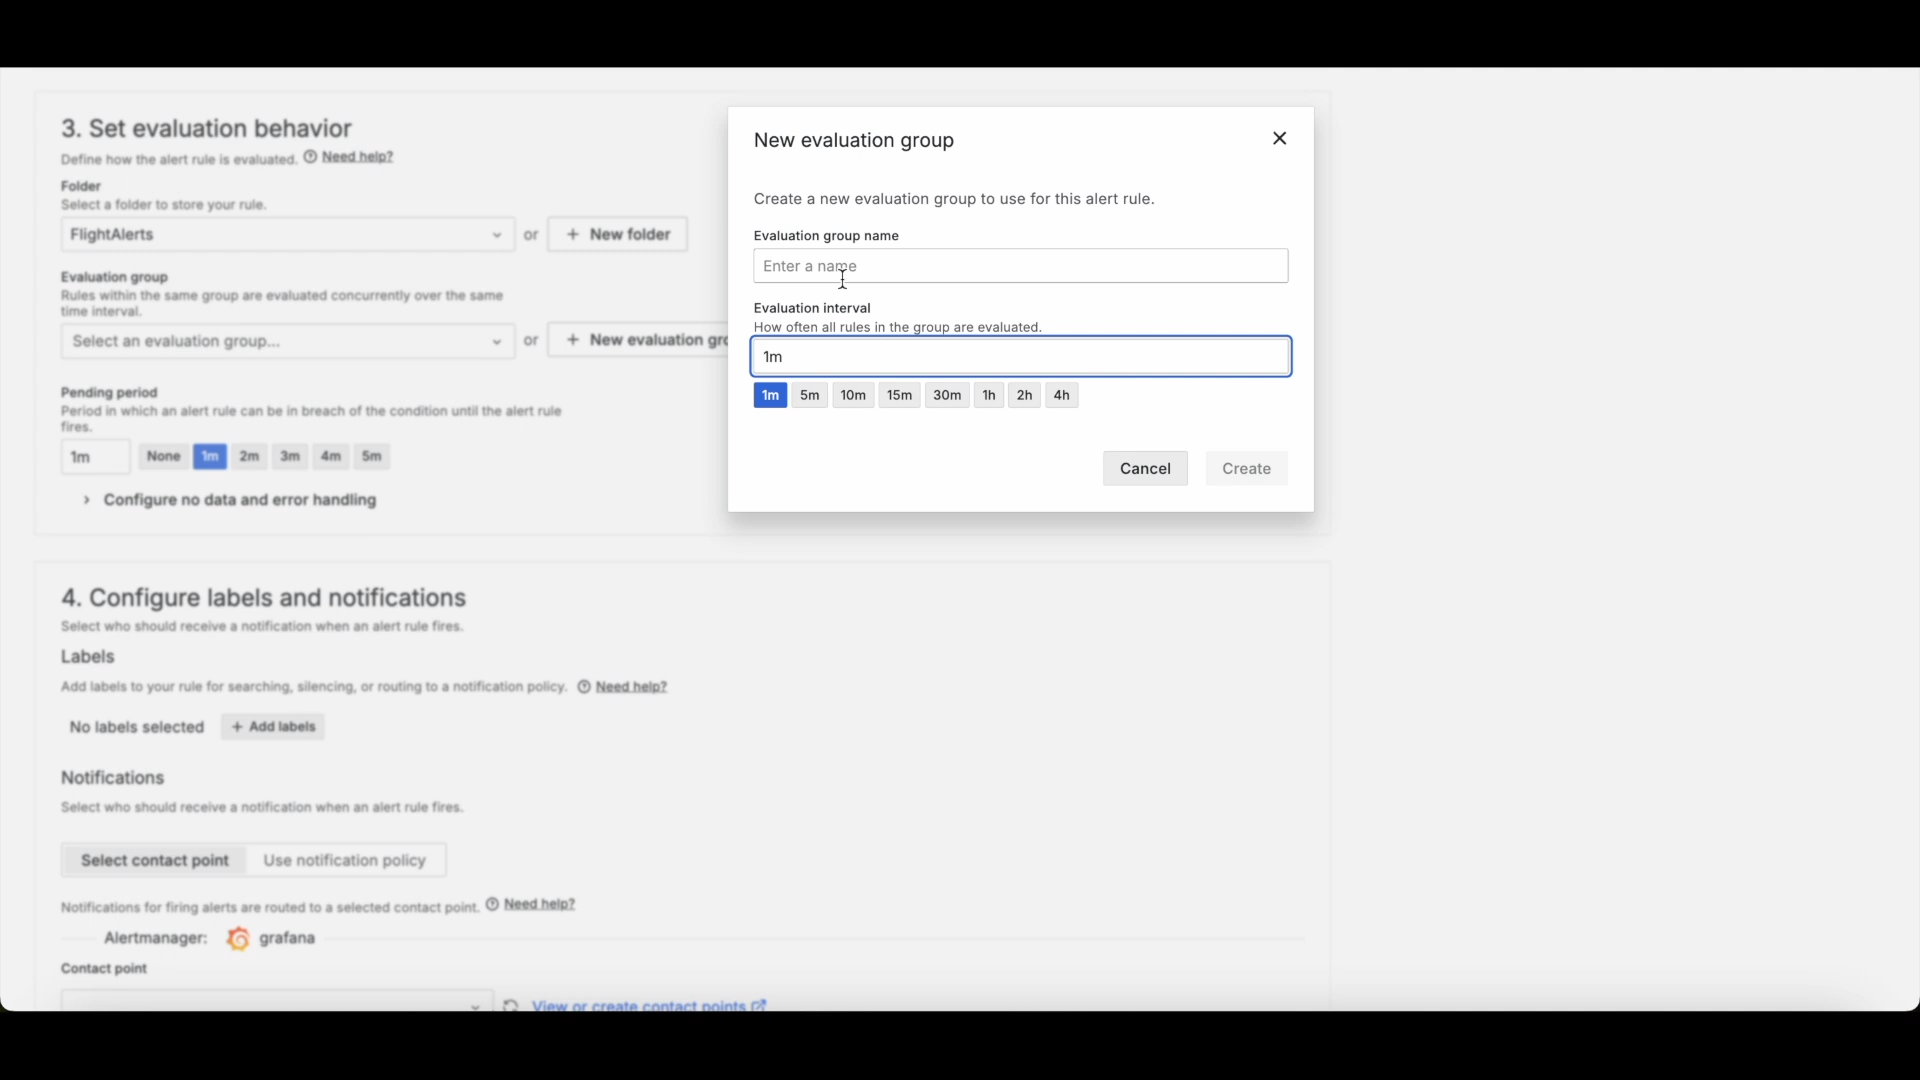 3. Set evaluation behavior
Define how the alert rule is evaluated. Need help?
Folder
Select a folder to store your rule.
FlightAlerts
or
+ New folder
Evaluation group
Rules within the same group are evaluated concurrently over the same
time interval.
Select an evaluation group...
or
+ New evaluation gro
Pending period
Period in which an alert rule can be in breach of the condition until the alert rule
fires.
1m
None
1m
2m
3m
4m
5m
Configure no data and error handling
New evaluation group
Create a new evaluation group to use for this alert rule.
Evaluation group name
Enter a name
Evaluation interval
How often all rules in the group are evaluated.
1m
1m
5m
10m
15m
30m
1h
2h
4h
Cancel
Create
4. Configure labels and notifications
Select who should receive a notification when an alert rule fires.
Labels
Add labels to your rule for searching, silencing, or routing to a notification policy. Need help?
No labels selected
+ Add labels
Notifications
Select who should receive a notification when an alert rule fires.
Select contact point
Use notification policy
Notifications for firing alerts are routed to a selected contact point. Need help?
Alertmanager: grafana
Contact point
View or create contact points